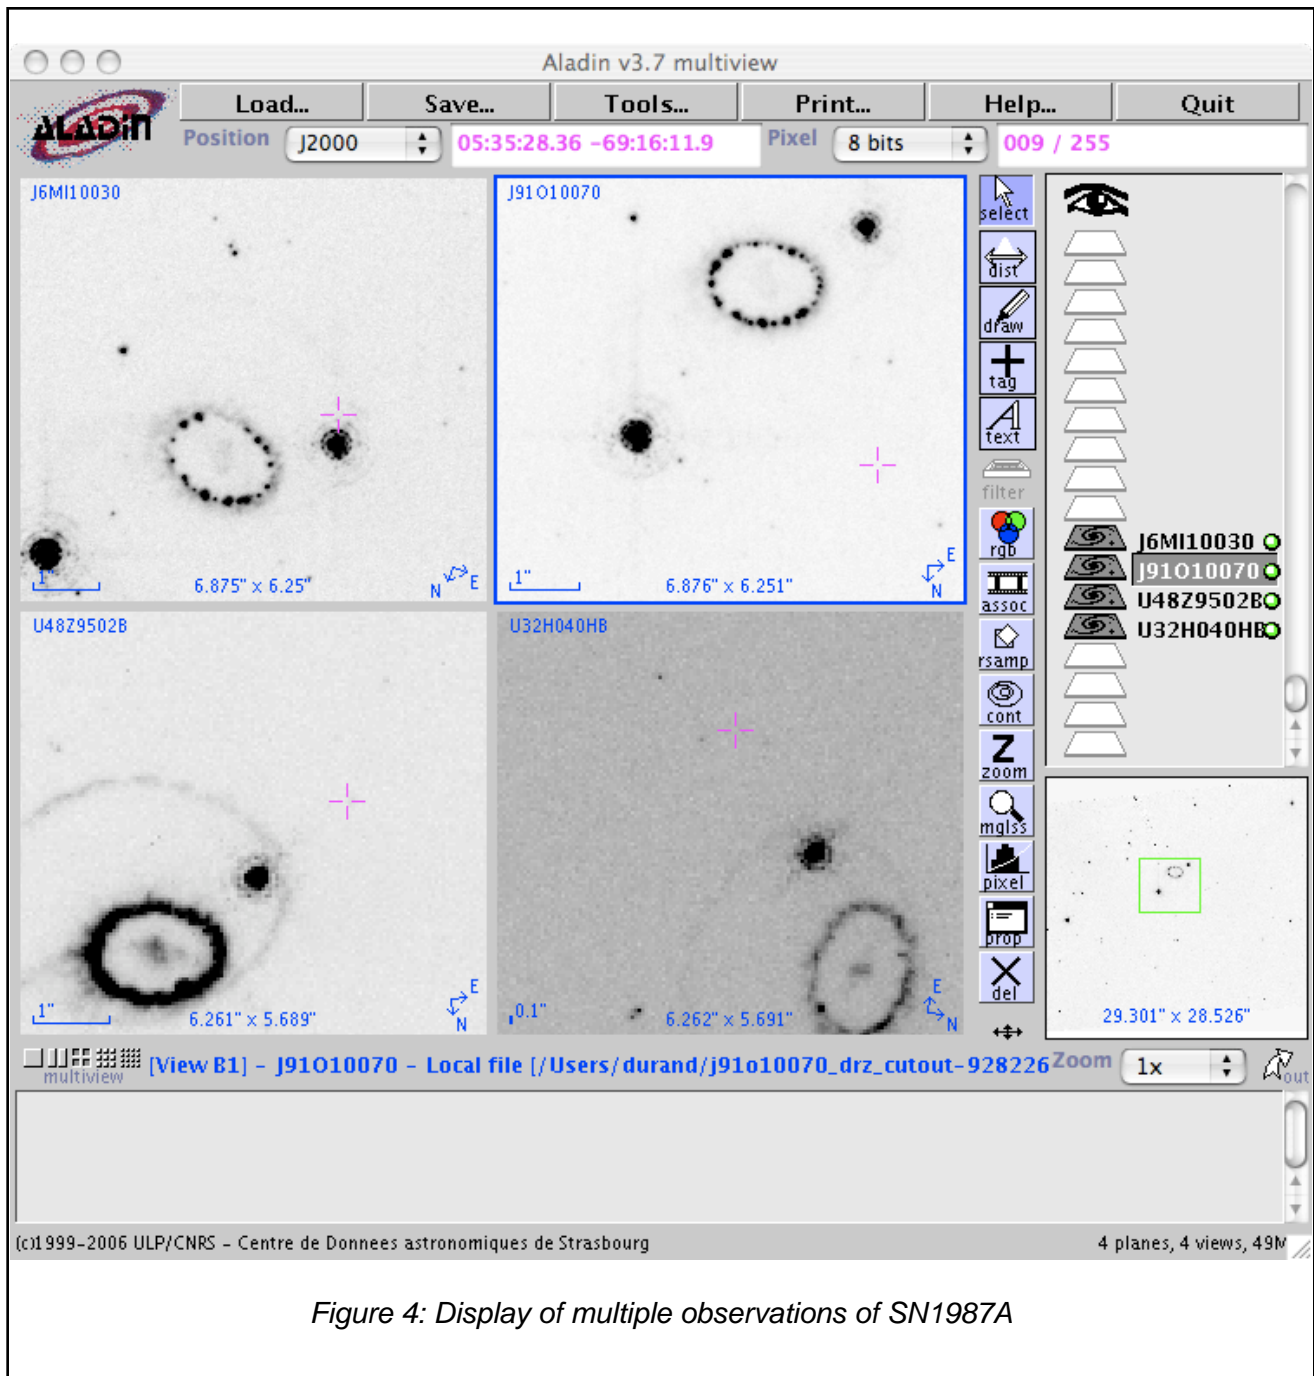 Aladin v3.7 multiview
ALADIN
Load... Save... Tools... Print... Help... Quit
Position J2000 05:35:28.36 -69:16:11.9 Pixel 8 bits 009 / 255
J6MI10030
1"
6.875" x 6.25"
N E
J91O10070
1"
6.876" x 6.251"
E
N
U48Z9502B
1"
6.261" x 5.689"
E
N
U32H040HB
0.1"
6.262" x 5.691"
E
N
select
dist
draw
tag
text
filter
rgb
assoc
rsamp
cont
zoom
mglss
pixel
prop
del
J6MI10030
J91O10070
U48Z9502B
U32H040HB
29.301" x 28.526"
multiview
[View B1] - J91O10070 - Local file [/Users/durand/j91o10070_drz_cutout-928226
Zoom 1x out
(c)1999-2006 ULP/CNRS - Centre de Donnees astronomiques de Strasbourg
4 planes, 4 views, 49M
Figure 4: Display of multiple observations of SN1987A